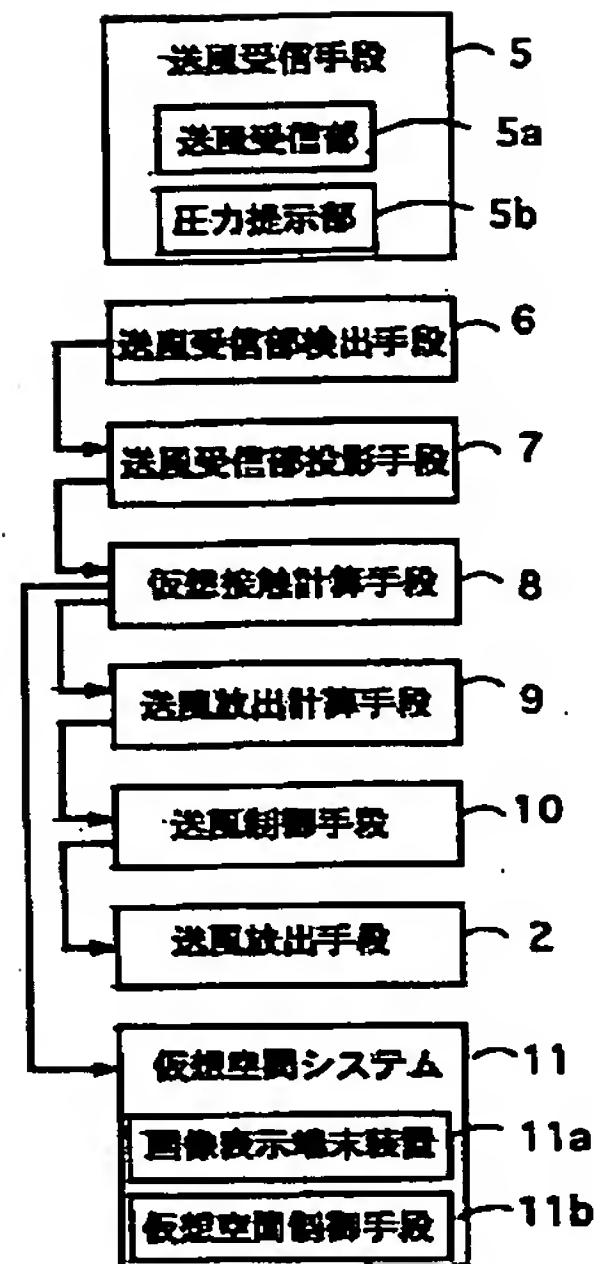 送風受信手段 5
送風受信部 5a
圧力提示部 5b
送風受信部検出手段 6
送風受信部投影手段 7
仮想接触計算手段 8
送風放出計算手段 9
送風制御手段 10
送風放出手段 2
仮想空間システム 11
画像表示端末装置 11a
仮想空間制御手段 11b